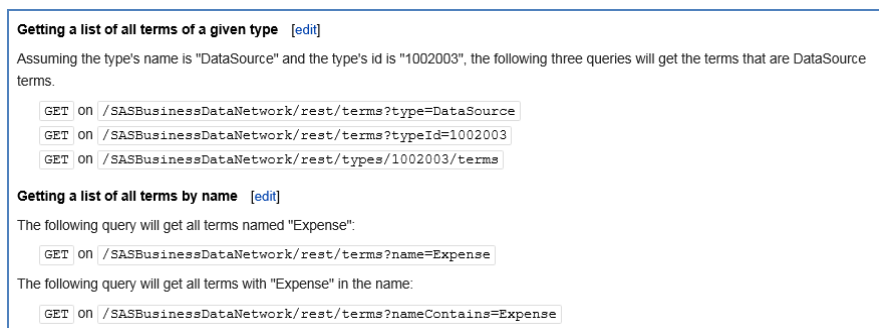 Getting a list of all terms of a given type [edit]
Assuming the type's name is "DataSource" and the type's id is "1002003", the following three queries will get the terms that are DataSource
terms.
GET on /SASBusinessDataNetwork/rest/terms?type=DataSource
GET on /SASBusinessDataNetwork/rest/terms?typeId=1002003
GET on /SASBusinessDataNetwork/rest/types/1002003/terms
Getting a list of all terms by name [edit]
The following query will get all terms named "Expense":
GET on /SASBusinessDataNetwork/rest/terms?name=Expense
The following query will get all terms with "Expense" in the name:
GET on /SASBusinessDataNetwork/rest/terms?nameContains=Expense